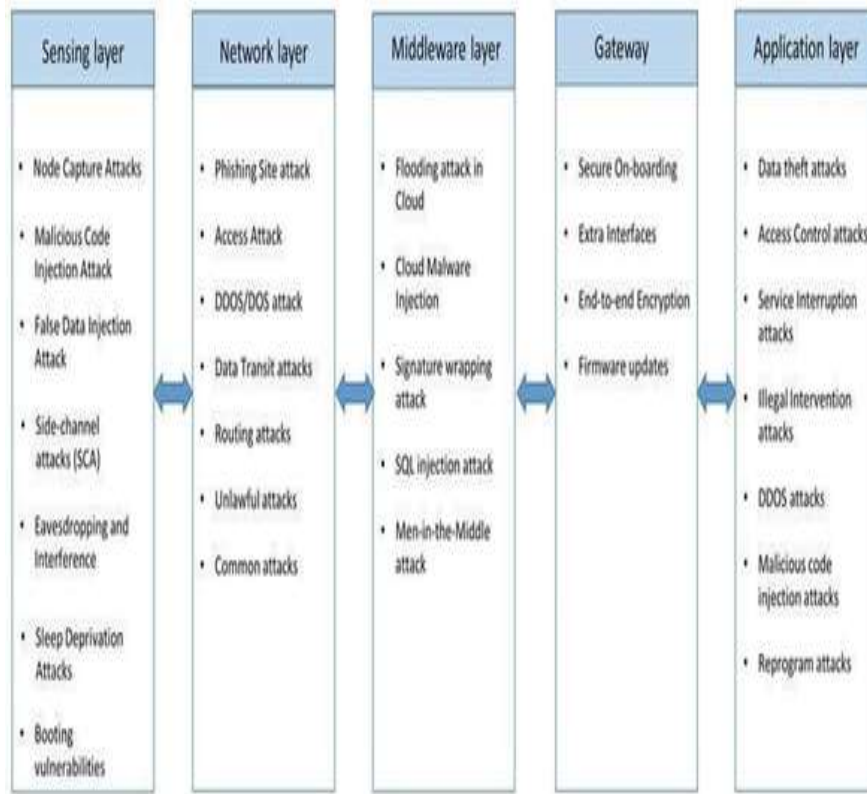 Sensing layer
• Node Capture Attacks
• Malicious Code
Injection Attack
• False Data Injection
Attack
• Side-channel
attacks (SCA)
• Eavesdropping and
Interference
• Sleep Deprivation
Attacks
• Booting
vulnerabilities
Network layer
• Phishing Site attack
• Access Attack
• DDOS/DOS attack
• Data Transit attacks
• Routing attacks
• Unlawful attacks
• Common attacks
Middleware layer
• Flooding attack in
Cloud
• Cloud Malware
Injection
• Signature wrapping
attack
• SQL injection attack
• Men-in-the-Middle
attack
Gateway
• Secure On-boarding
• Extra Interfaces
• End-to-end Encryption
• Firmware updates
Application layer
• Data theft attacks
• Access Control attacks
• Service Interruption
attacks
• Illegal Intervention
attacks
• DDOS attacks
• Malicious code
injection attacks
• Reprogram attacks